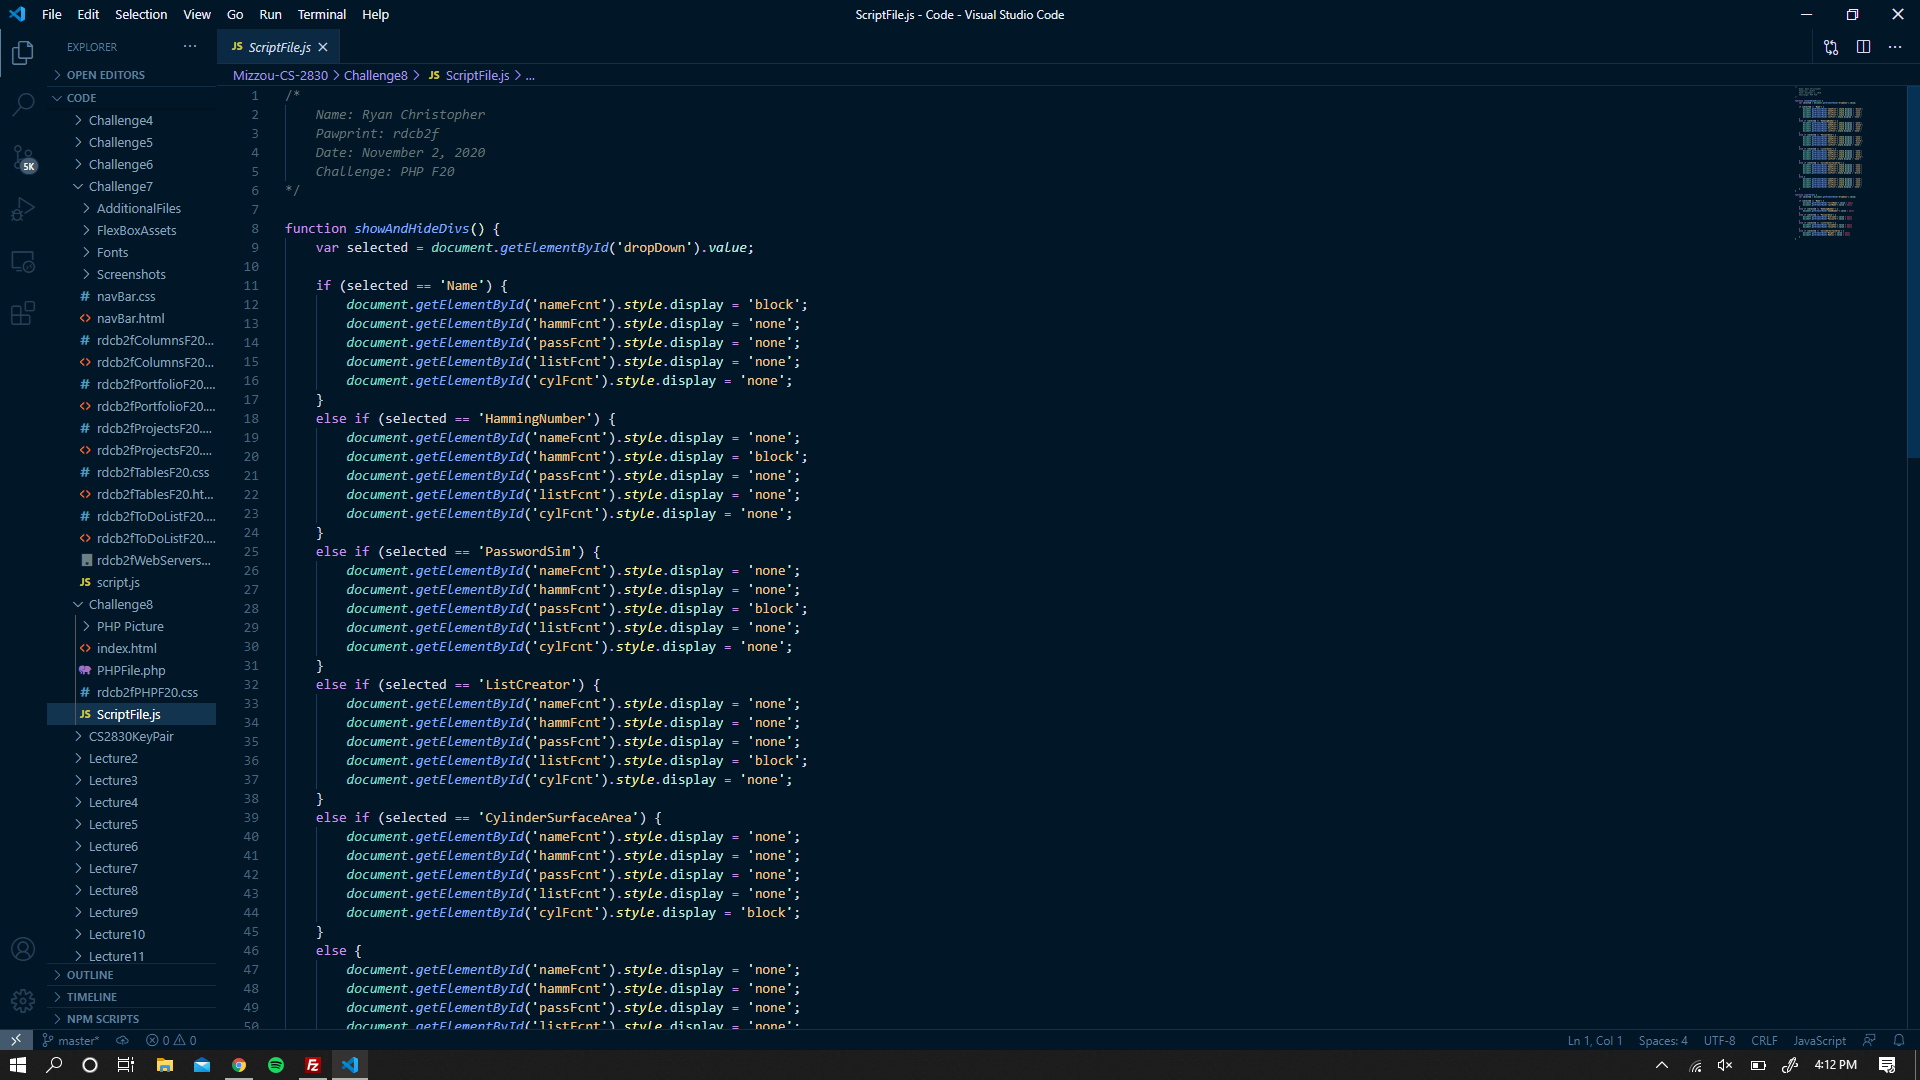 File Edit Selection View Go Run Terminal Help
ScriptFile.js - Code - Visual Studio Code
EXPLORER
OPEN EDITORS
CODE
Challenge4
Challenge5
Challenge6
Challenge7
AdditionalFiles
FlexBoxAssets
Fonts
Screenshots
# navBar.css
<> navBar.html
# rdcb2fColumnsF20...
<> rdcb2fColumnsF20...
# rdcb2fPortfolioF20....
<> rdcb2fPortfolioF20....
# rdcb2fProjectsF20....
<> rdcb2fProjectsF20....
# rdcb2fTablesF20.css
<> rdcb2fTablesF20.ht...
# rdcb2fToDoListF20....
<> rdcb2fToDoListF20....
rdcb2fWebServers...
JS script.js
Challenge8
PHP Picture
<> index.html
PHPFile.php
# rdcb2fPHPF20.css
JS ScriptFile.js
CS2830KeyPair
Lecture2
Lecture3
Lecture4
Lecture5
Lecture6
Lecture7
Lecture8
Lecture9
Lecture10
Lecture11
OUTLINE
TIMELINE
NPM SCRIPTS
5K
JS ScriptFile.js
Mizzou-CS-2830 > Challenge8 > JS ScriptFile.js > ...
1 /*
2 Name: Ryan Christopher
3 Pawprint: rdcb2f
4 Date: November 2, 2020
5 Challenge: PHP F20
6 */
7
8 function showAndHideDivs() {
9 var selected = document.getElementById('dropDown').value;
10
11 if (selected == 'Name') {
12 document.getElementById('nameFcnt').style.display = 'block';
13 document.getElementById('hammFcnt').style.display = 'none';
14 document.getElementById('passFcnt').style.display = 'none';
15 document.getElementById('listFcnt').style.display = 'none';
16 document.getElementById('cylFcnt').style.display = 'none';
17 }
18 else if (selected == 'HammingNumber') {
19 document.getElementById('nameFcnt').style.display = 'none';
20 document.getElementById('hammFcnt').style.display = 'block';
21 document.getElementById('passFcnt').style.display = 'none';
22 document.getElementById('listFcnt').style.display = 'none';
23 document.getElementById('cylFcnt').style.display = 'none';
24 }
25 else if (selected == 'PasswordSim') {
26 document.getElementById('nameFcnt').style.display = 'none';
27 document.getElementById('hammFcnt').style.display = 'none';
28 document.getElementById('passFcnt').style.display = 'block';
29 document.getElementById('listFcnt').style.display = 'none';
30 document.getElementById('cylFcnt').style.display = 'none';
31 }
32 else if (selected == 'ListCreator') {
33 document.getElementById('nameFcnt').style.display = 'none';
34 document.getElementById('hammFcnt').style.display = 'none';
35 document.getElementById('passFcnt').style.display = 'none';
36 document.getElementById('listFcnt').style.display = 'block';
37 document.getElementById('cylFcnt').style.display = 'none';
38 }
39 else if (selected == 'CylinderSurfaceArea') {
40 document.getElementById('nameFcnt').style.display = 'none';
41 document.getElementById('hammFcnt').style.display = 'none';
42 document.getElementById('passFcnt').style.display = 'none';
43 document.getElementById('listFcnt').style.display = 'none';
44 document.getElementById('cylFcnt').style.display = 'block';
45 }
46 else {
47 document.getElementById('nameFcnt').style.display = 'none';
48 document.getElementById('hammFcnt').style.display = 'none';
49 document.getElementById('passFcnt').style.display = 'none';
50 document.getElementById('listFcnt').style.display = 'none';
master* 0 0
Ln 1, Col 1 Spaces: 4 UTF-8 CRLF JavaScript
4:12 PM